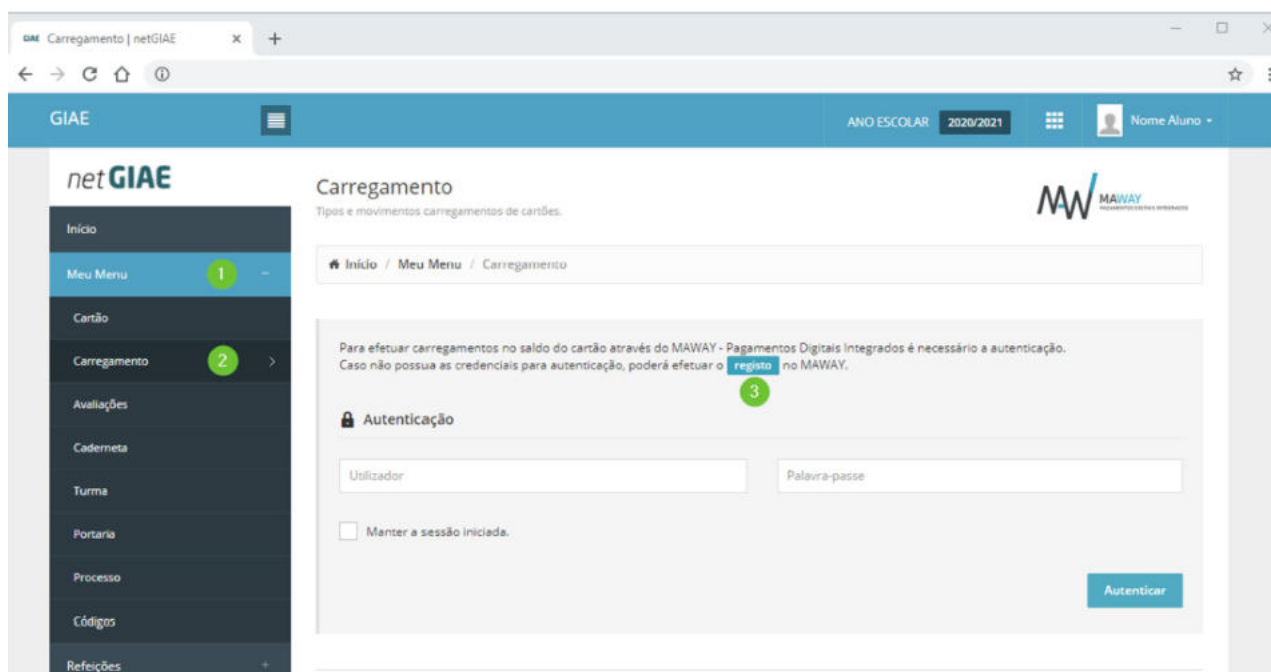 GIAE Carregamento | netGIAE
GIAE
ANO ESCOLAR 2020/2021 Nome Aluno
netGIAE
Início
Meu Menu 1
Cartão
Carregamento 2
Avaliações
Caderneta
Turma
Portaria
Processo
Códigos
Refeições
Carregamento
Tipos e movimentos carregamentos de cartões.
MAWAY
Início / Meu Menu / Carregamento
Para efetuar carregamentos no saldo do cartão através do MAWAY - Pagamentos Digitais Integrados é necessário a autenticação.
Caso não possua as credenciais para autenticação, poderá efetuar o registo no MAWAY.
3
Autenticação
Utilizador
Palavra-passe
Manter a sessão iniciada.
Autenticar